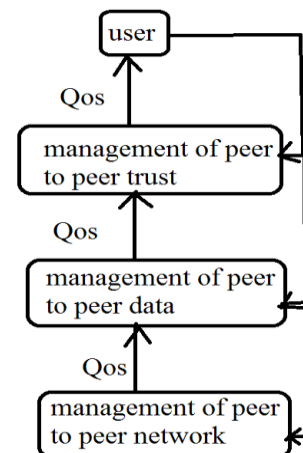 user
Qos
management of peer
to peer trust
Qos
management of peer
to peer data
Qos
management of peer
to peer network